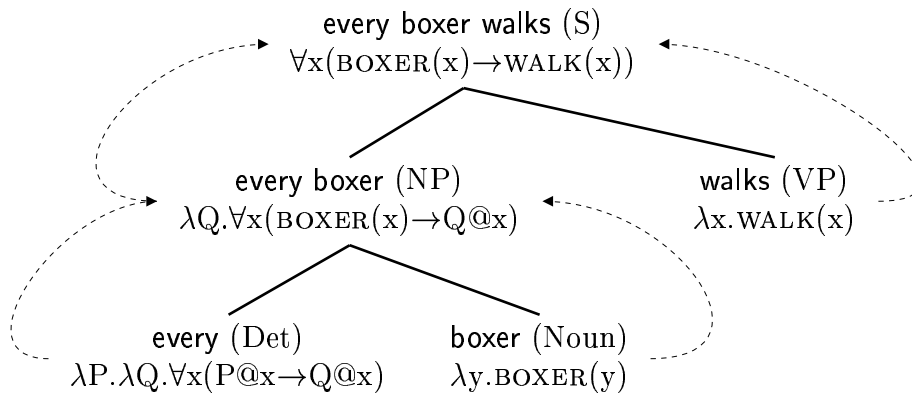 every boxer walks (S)
∀x(BOXER(x)→WALK(x))
every boxer (NP)
λQ.∀x(BOXER(x)→Q@x)
walks (VP)
λx.WALK(x)
every (Det)
λP.λQ.∀x(P@x→Q@x)
boxer (Noun)
λy.BOXER(y)